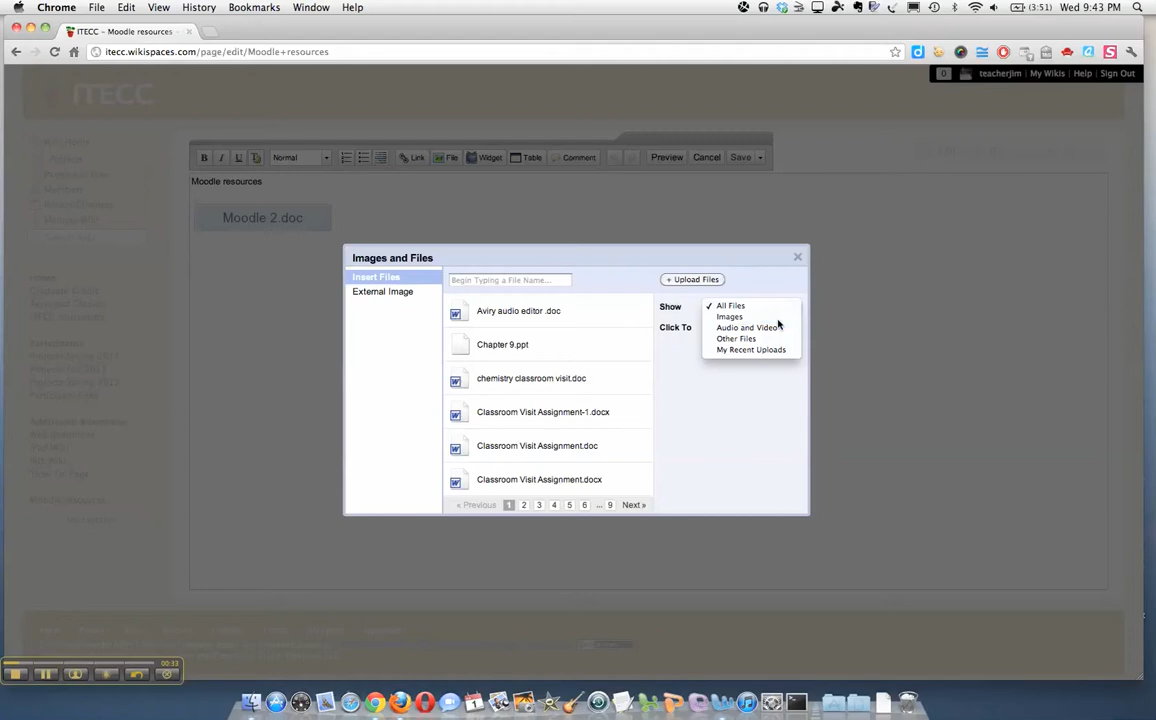 Chrome File Edit View History Bookmarks Window Help (3:51) Wed 9:43 PM
ITECC – Moodle resources
itecc.wikispaces.com/page/edit/Moodle+resources
0 teacherjim | My Wikis | Help | Sign Out
ITECC
B I U Normal Link File Widget Table Comment Preview Cancel Save
Moodle resources
Moodle 2.doc
Images and Files
Insert Files
External Image
Begin Typing a File Name...
+ Upload Files
Show
✓ All Files
Images
Audio and Video
Other Files
My Recent Uploads
Click To
Aviry audio editor .doc
Chapter 9.ppt
chemistry classroom visit.doc
Classroom Visit Assignment-1.docx
Classroom Visit Assignment.doc
Classroom Visit Assignment.docx
« Previous 1 2 3 4 5 6 ... 9 Next »
00:33